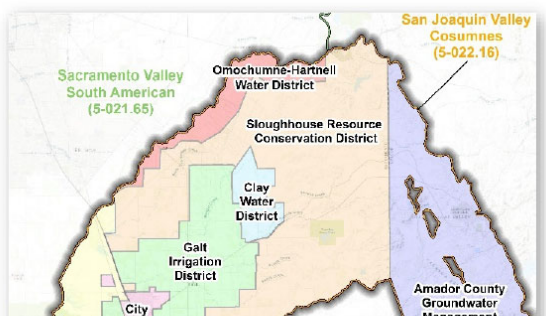 San Joaquin Valley
Cosumnes
(5-022.16)
Sacramento Valley
South American
(5-021.65)
Omochumne-Hartnell
Water District
Sloughhouse Resource
Conservation District
Clay
Water
District
Galt
Irrigation
District
City
Amador County
Groundwater
Management